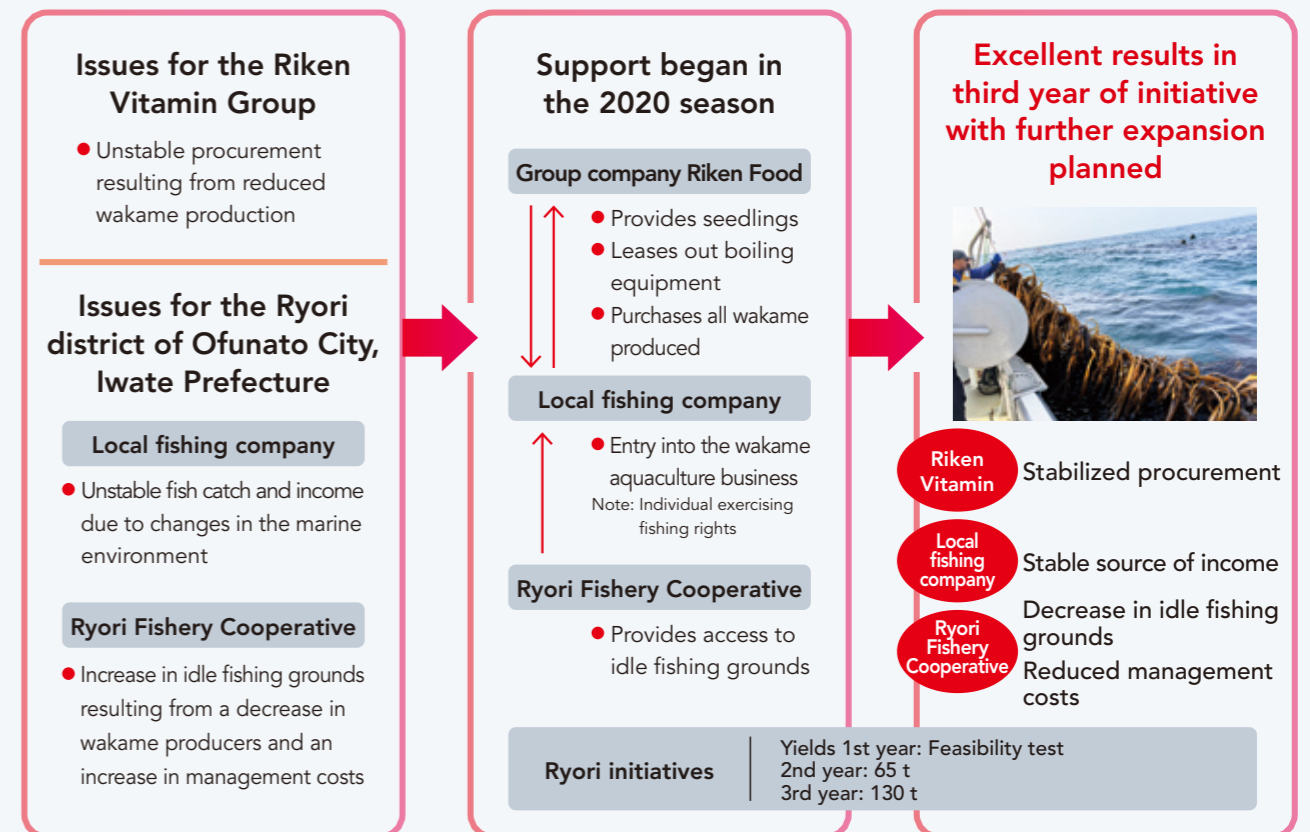 Issues for the Riken
Vitamin Group
● Unstable procurement
resulting from reduced
wakame production
Issues for the Ryori
district of Ofunato City,
Iwate Prefecture
Local fishing company
● Unstable fish catch and income
due to changes in the marine
environment
Ryori Fishery Cooperative
● Increase in idle fishing grounds
resulting from a decrease in
wakame producers and an
increase in management costs
Support began in
the 2020 season
Group company Riken Food
● Provides seedlings
● Leases out boiling
equipment
● Purchases all wakame
produced
Local fishing company
● Entry into the wakame
aquaculture business
Note: Individual exercising
fishing rights
Ryori Fishery Cooperative
● Provides access to
idle fishing grounds
Excellent results in
third year of initiative
with further expansion
planned
Riken
Vitamin
Stabilized procurement
Local
fishing
company
Stable source of income
Ryori
Fishery
Cooperative
Decrease in idle fishing
grounds
Reduced management
costs
Ryori initiatives
Yields 1st year: Feasibility test
2nd year: 65 t
3rd year: 130 t